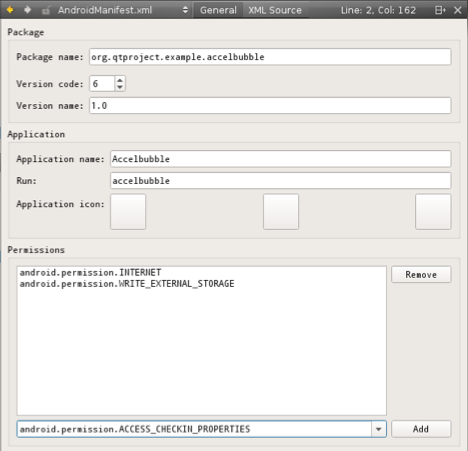 AndroidManifest.xml General XML Source Line: 2, Col: 162
Package
Package name: org.qtproject.example.accelbubble
Version code: 6
Version name: 1.0
Application
Application name: Accelbubble
Run: accelbubble
Application icon:
Permissions
android.permission.INTERNET Remove
android.permission.WRITE_EXTERNAL_STORAGE
android.permission.ACCESS_CHECKIN_PROPERTIES Add